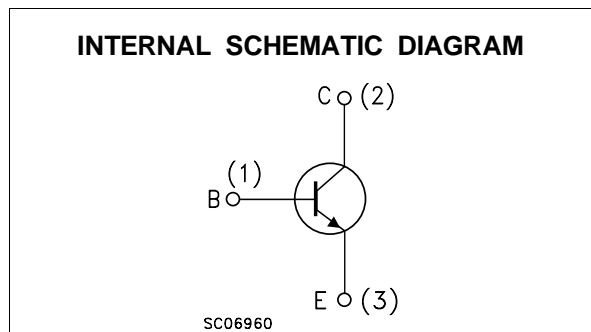 INTERNAL SCHEMATIC DIAGRAM
C (2)
(1)
B
E (3)
SC06960